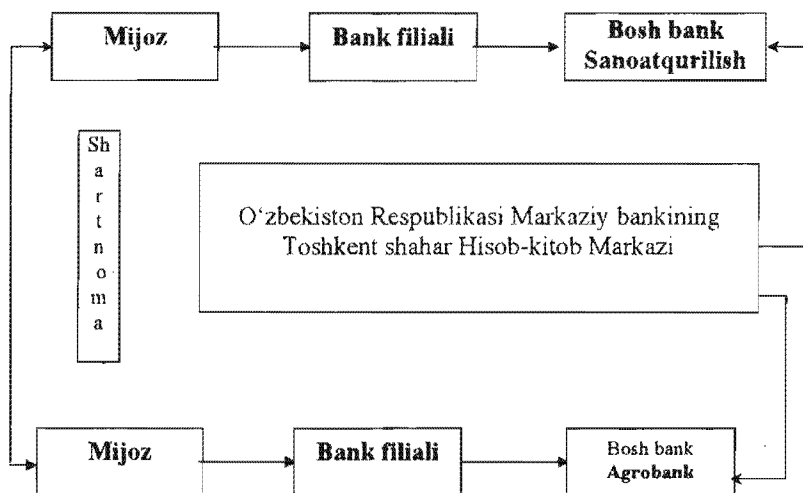 Mijoz
Bank filiali
Bosh bank
Sanoatqurilish
Sh
a
r
t
n
o
m
a
O‘zbekiston Respublikasi Markaziy bankining
Toshkent shahar Hisob-kitob Markazi
Mijoz
Bank filiali
Bosh bank
Agrobank